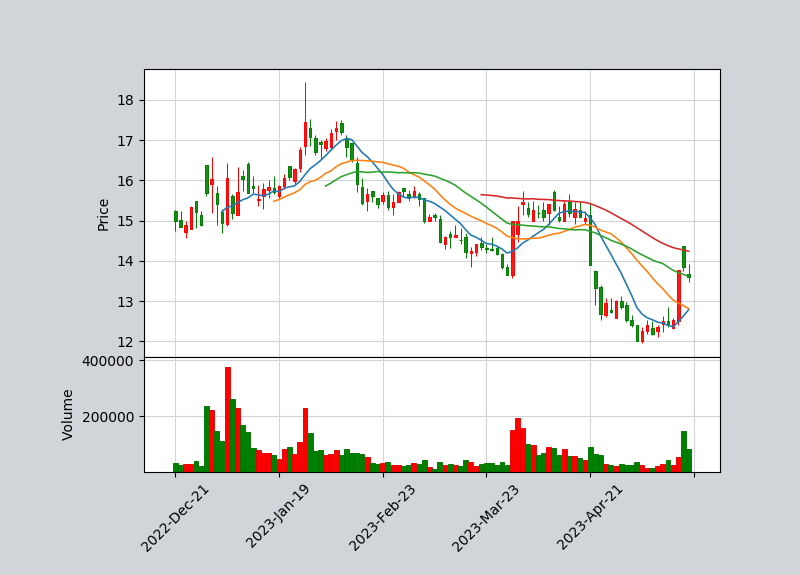 18
17
16
15
14
13
12
Price
400000
200000
Volume
2022-Dec-21
2023-Jan-19
2023-Feb-23
2023-Mar-23
2023-Apr-21